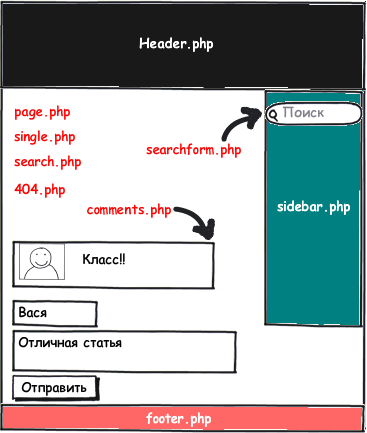 Header.php
page.php
single.php
search.php
404.php
Поиск
searchform.php
sidebar.php
comments.php
Класс!!
Вася
Отличная статья
Отправить
footer.php